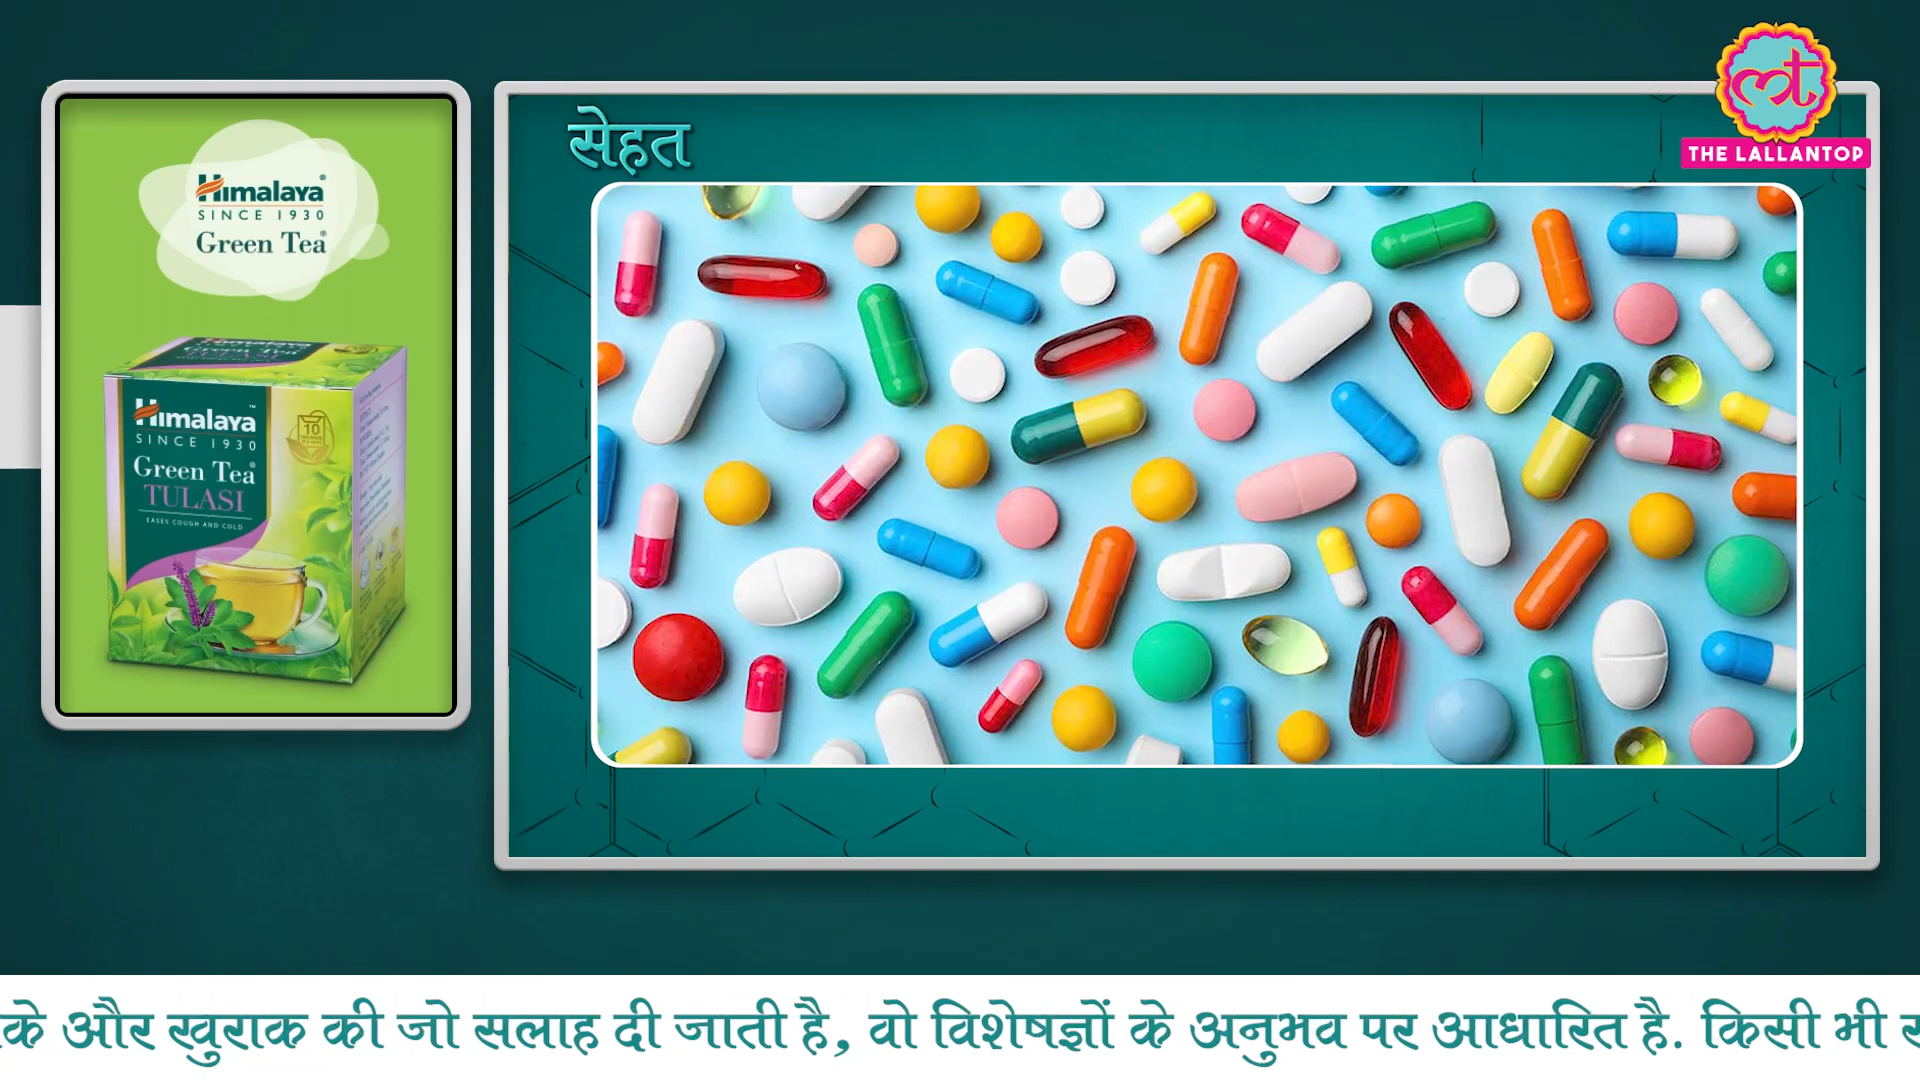 Himalaya
SINCE 1930
Green Tea
Himalaya
SINCE 1930
Green Tea
TULASI
EASES COUGH AND COLD
10
सेहत
THE LALLANTOP
के और खुराक की जो सलाह दी जाती है, वो विशेषज्ञों के अनुभव पर आधारित है. किसी भी